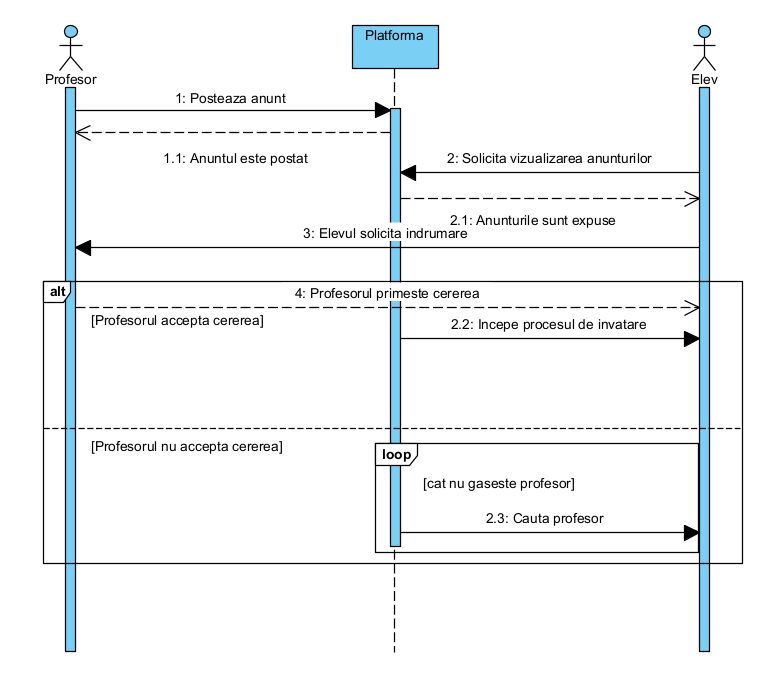 Profesor
Platforma
Elev
1: Posteaza anunt
1.1: Anuntul este postat
2: Solicita vizualizarea anunturilor
2.1: Anunturile sunt expuse
3: Elevul solicita indrumare
alt
4: Profesorul primeste cererea
[Profesorul accepta cererea]
2.2: Incepe procesul de invatare
[Profesorul nu accepta cererea]
loop
[cat nu gaseste profesor]
2.3: Cauta profesor